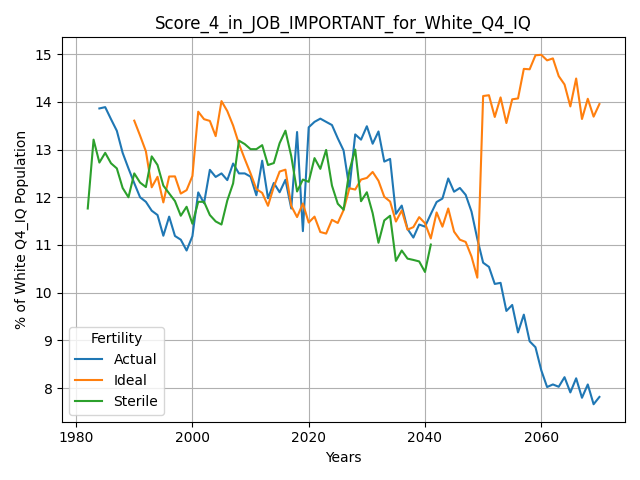 Score_4_in_JOB_IMPORTANT_for_White_Q4_IQ
% of White Q4_IQ Population
15
14
13
12
11
10
9
8
Fertility
Actual
Ideal
Sterile
1980
2000
2020
2040
2060
Years